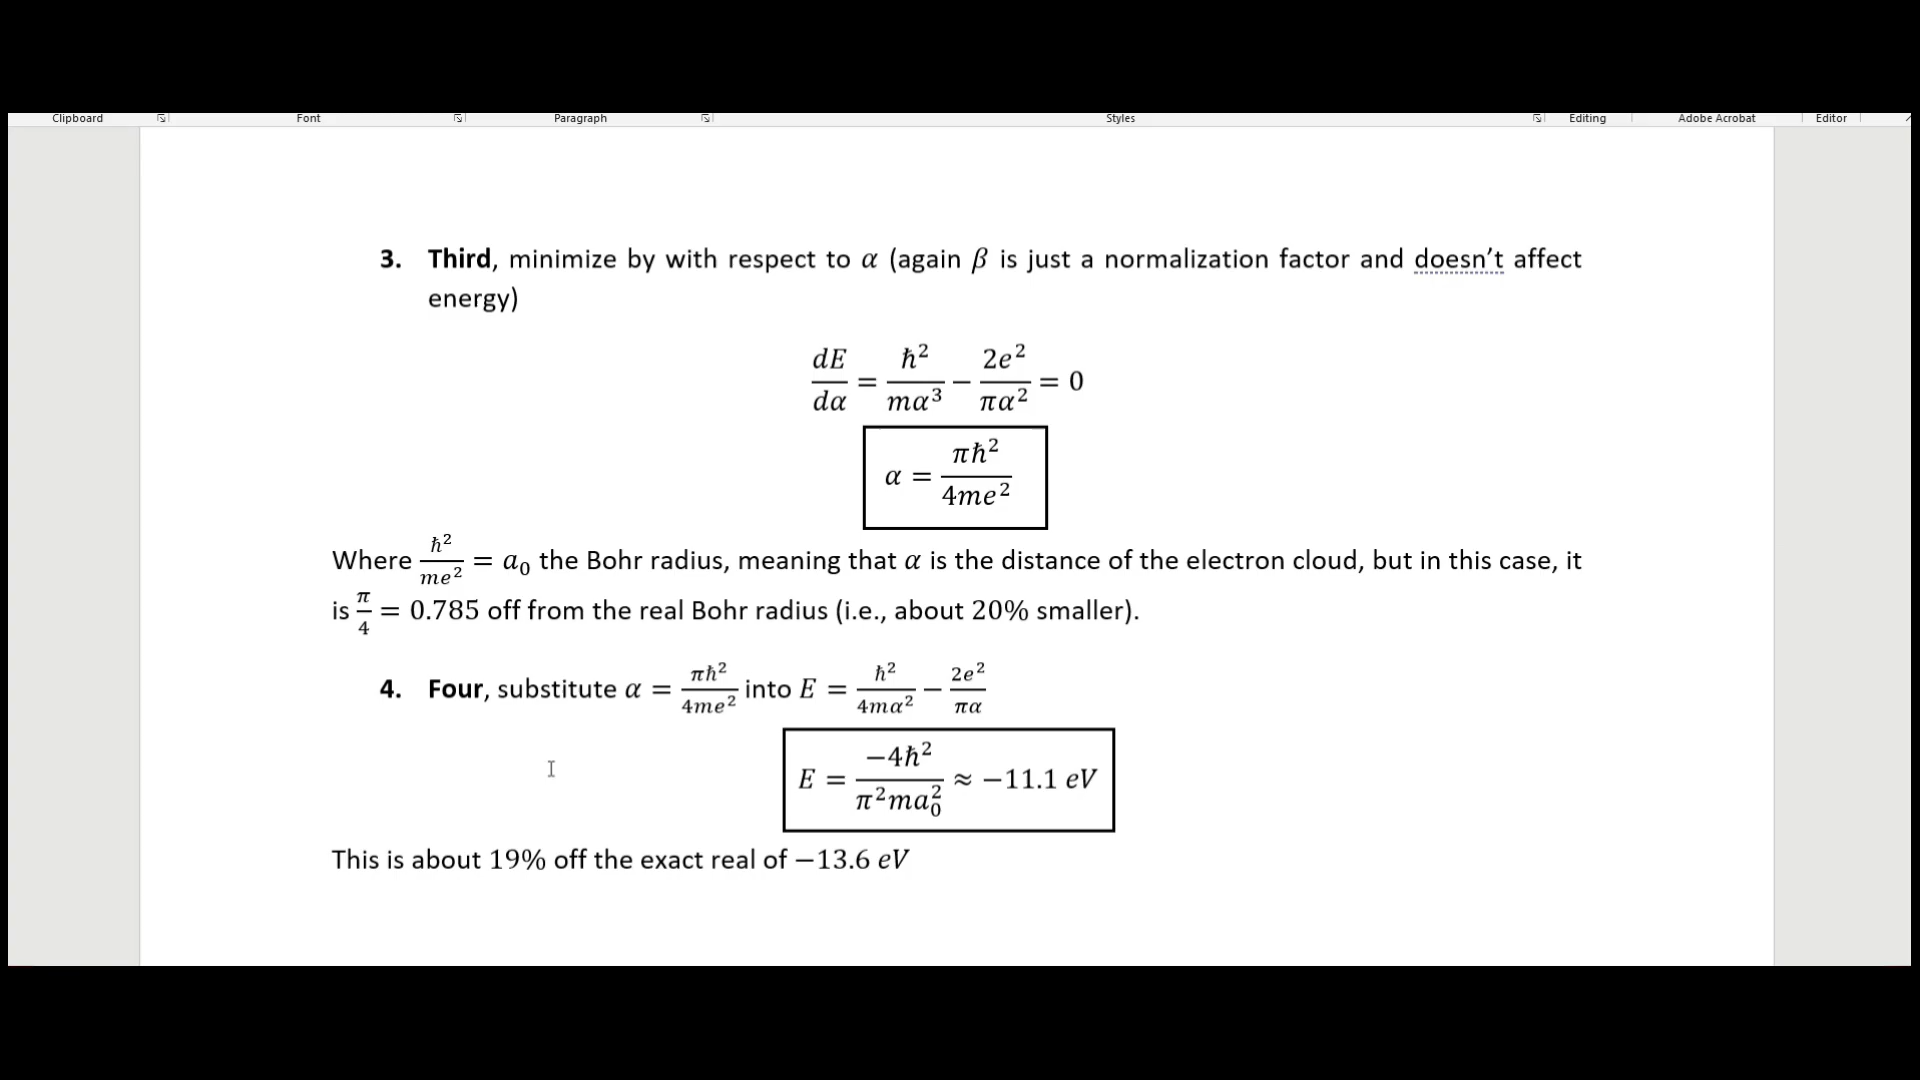 Clipboard Font Paragraph Styles Editing Adobe Acrobat Editor
3. Third, minimize by with respect to α (again β is just a normalization factor and doesn’t affect
energy)
dE/dα = ħ²/mα³ − 2e²/πα² = 0
α = πħ²/4me²
Where ħ²/me² = a₀ the Bohr radius, meaning that α is the distance of the electron cloud, but in this case, it
is π/4 = 0.785 off from the real Bohr radius (i.e., about 20% smaller).
4. Four, substitute α = πħ²/4me² into E = ħ²/4mα² − 2e²/πα
E = −4ħ²/π²ma₀² ≈ −11.1 eV
This is about 19% off the exact real of −13.6 eV